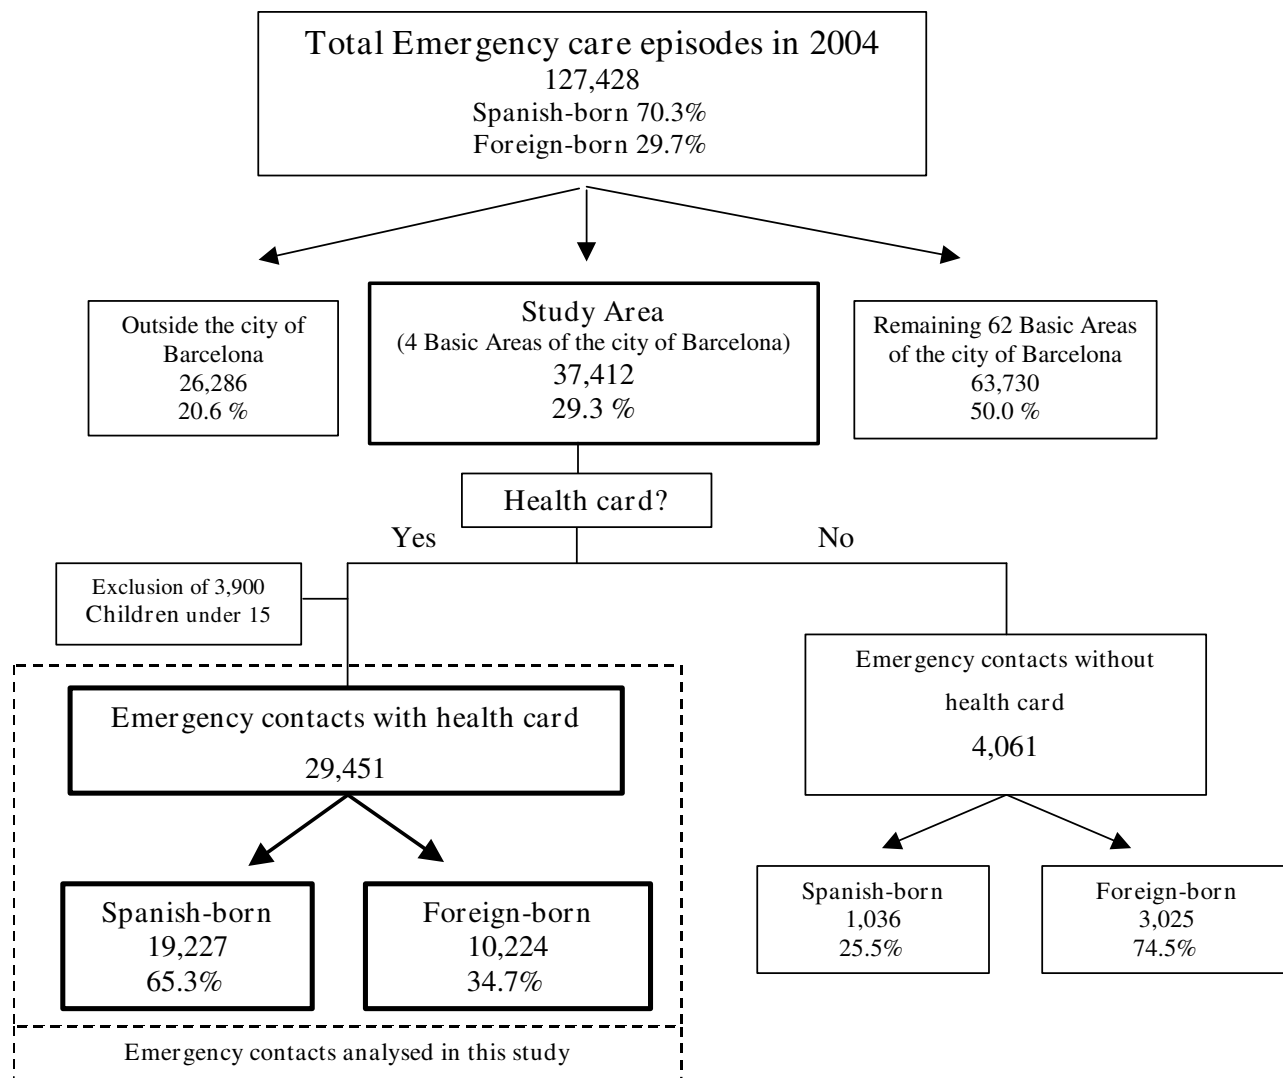 Total Emergency care episodes in 2004
127,428
Spanish-born 70.3%
Foreign-born 29.7%
Outside the city of
Barcelona
26,286
20.6 %
Study Area
(4 Basic Areas of the city of Barcelona)
37,412
29.3 %
Remaining 62 Basic Areas
of the city of Barcelona
63,730
50.0 %
Health card?
Yes
No
Exclusion of 3,900
Children under 15
Emergency contacts with health card
29,451
Spanish-born
19,227
65.3%
Foreign-born
10,224
34.7%
Emergency contacts analysed in this study
Emergency contacts without
health card
4,061
Spanish-born
1,036
25.5%
Foreign-born
3,025
74.5%